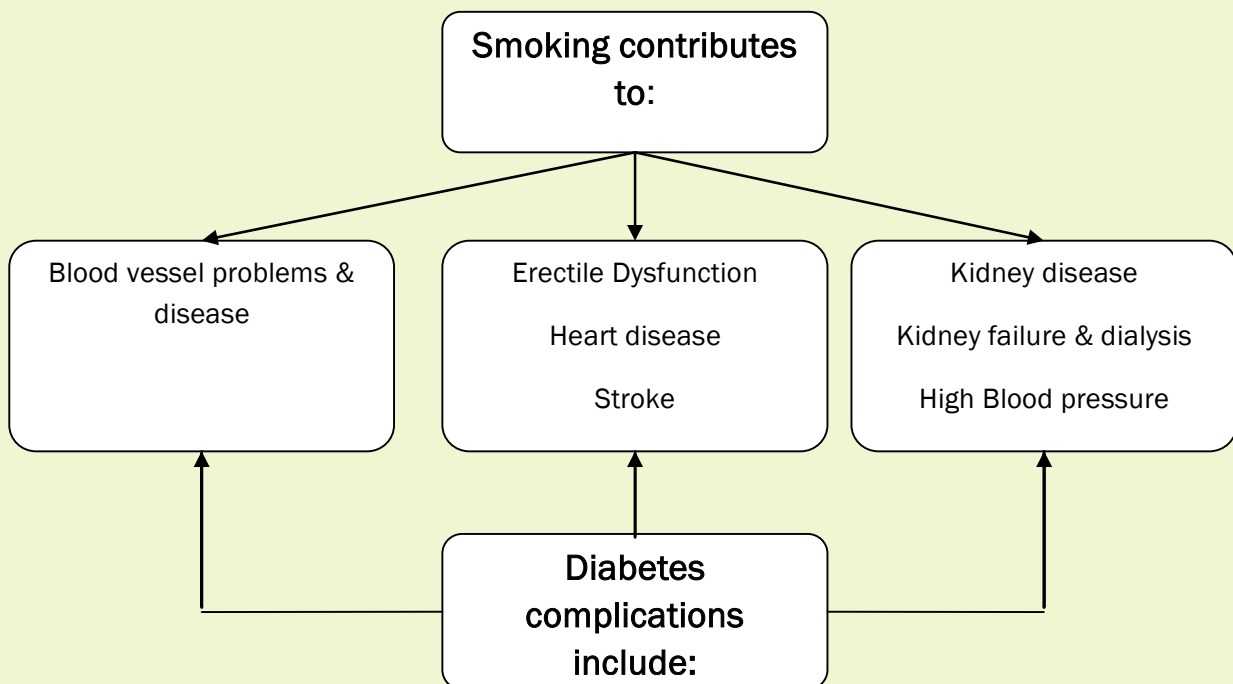 Smoking contributes
to:
Blood vessel problems &
disease
Erectile Dysfunction
Heart disease
Stroke
Kidney disease
Kidney failure & dialysis
High Blood pressure
Diabetes
complications
include: